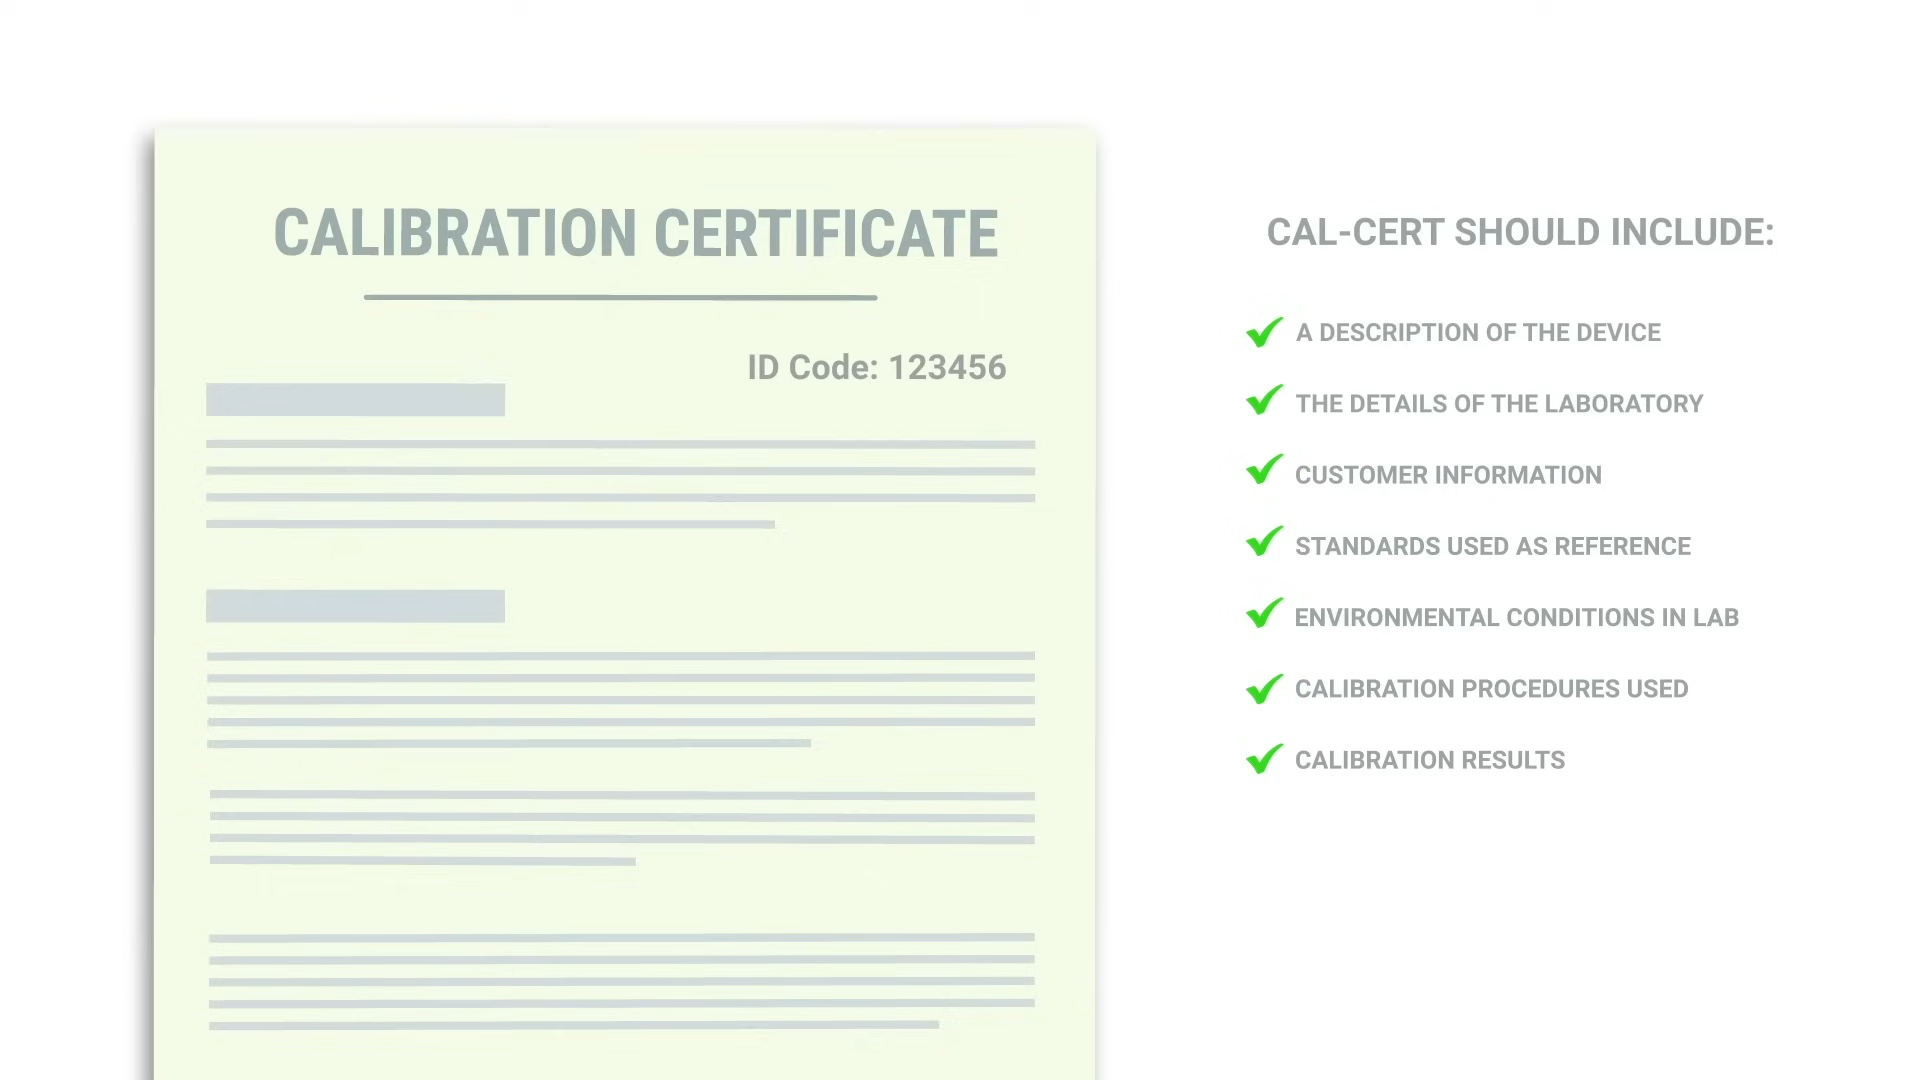 CALIBRATION CERTIFICATE
ID Code: 123456
CAL-CERT SHOULD INCLUDE:
A DESCRIPTION OF THE DEVICE
THE DETAILS OF THE LABORATORY
CUSTOMER INFORMATION
STANDARDS USED AS REFERENCE
ENVIRONMENTAL CONDITIONS IN LAB
CALIBRATION PROCEDURES USED
CALIBRATION RESULTS